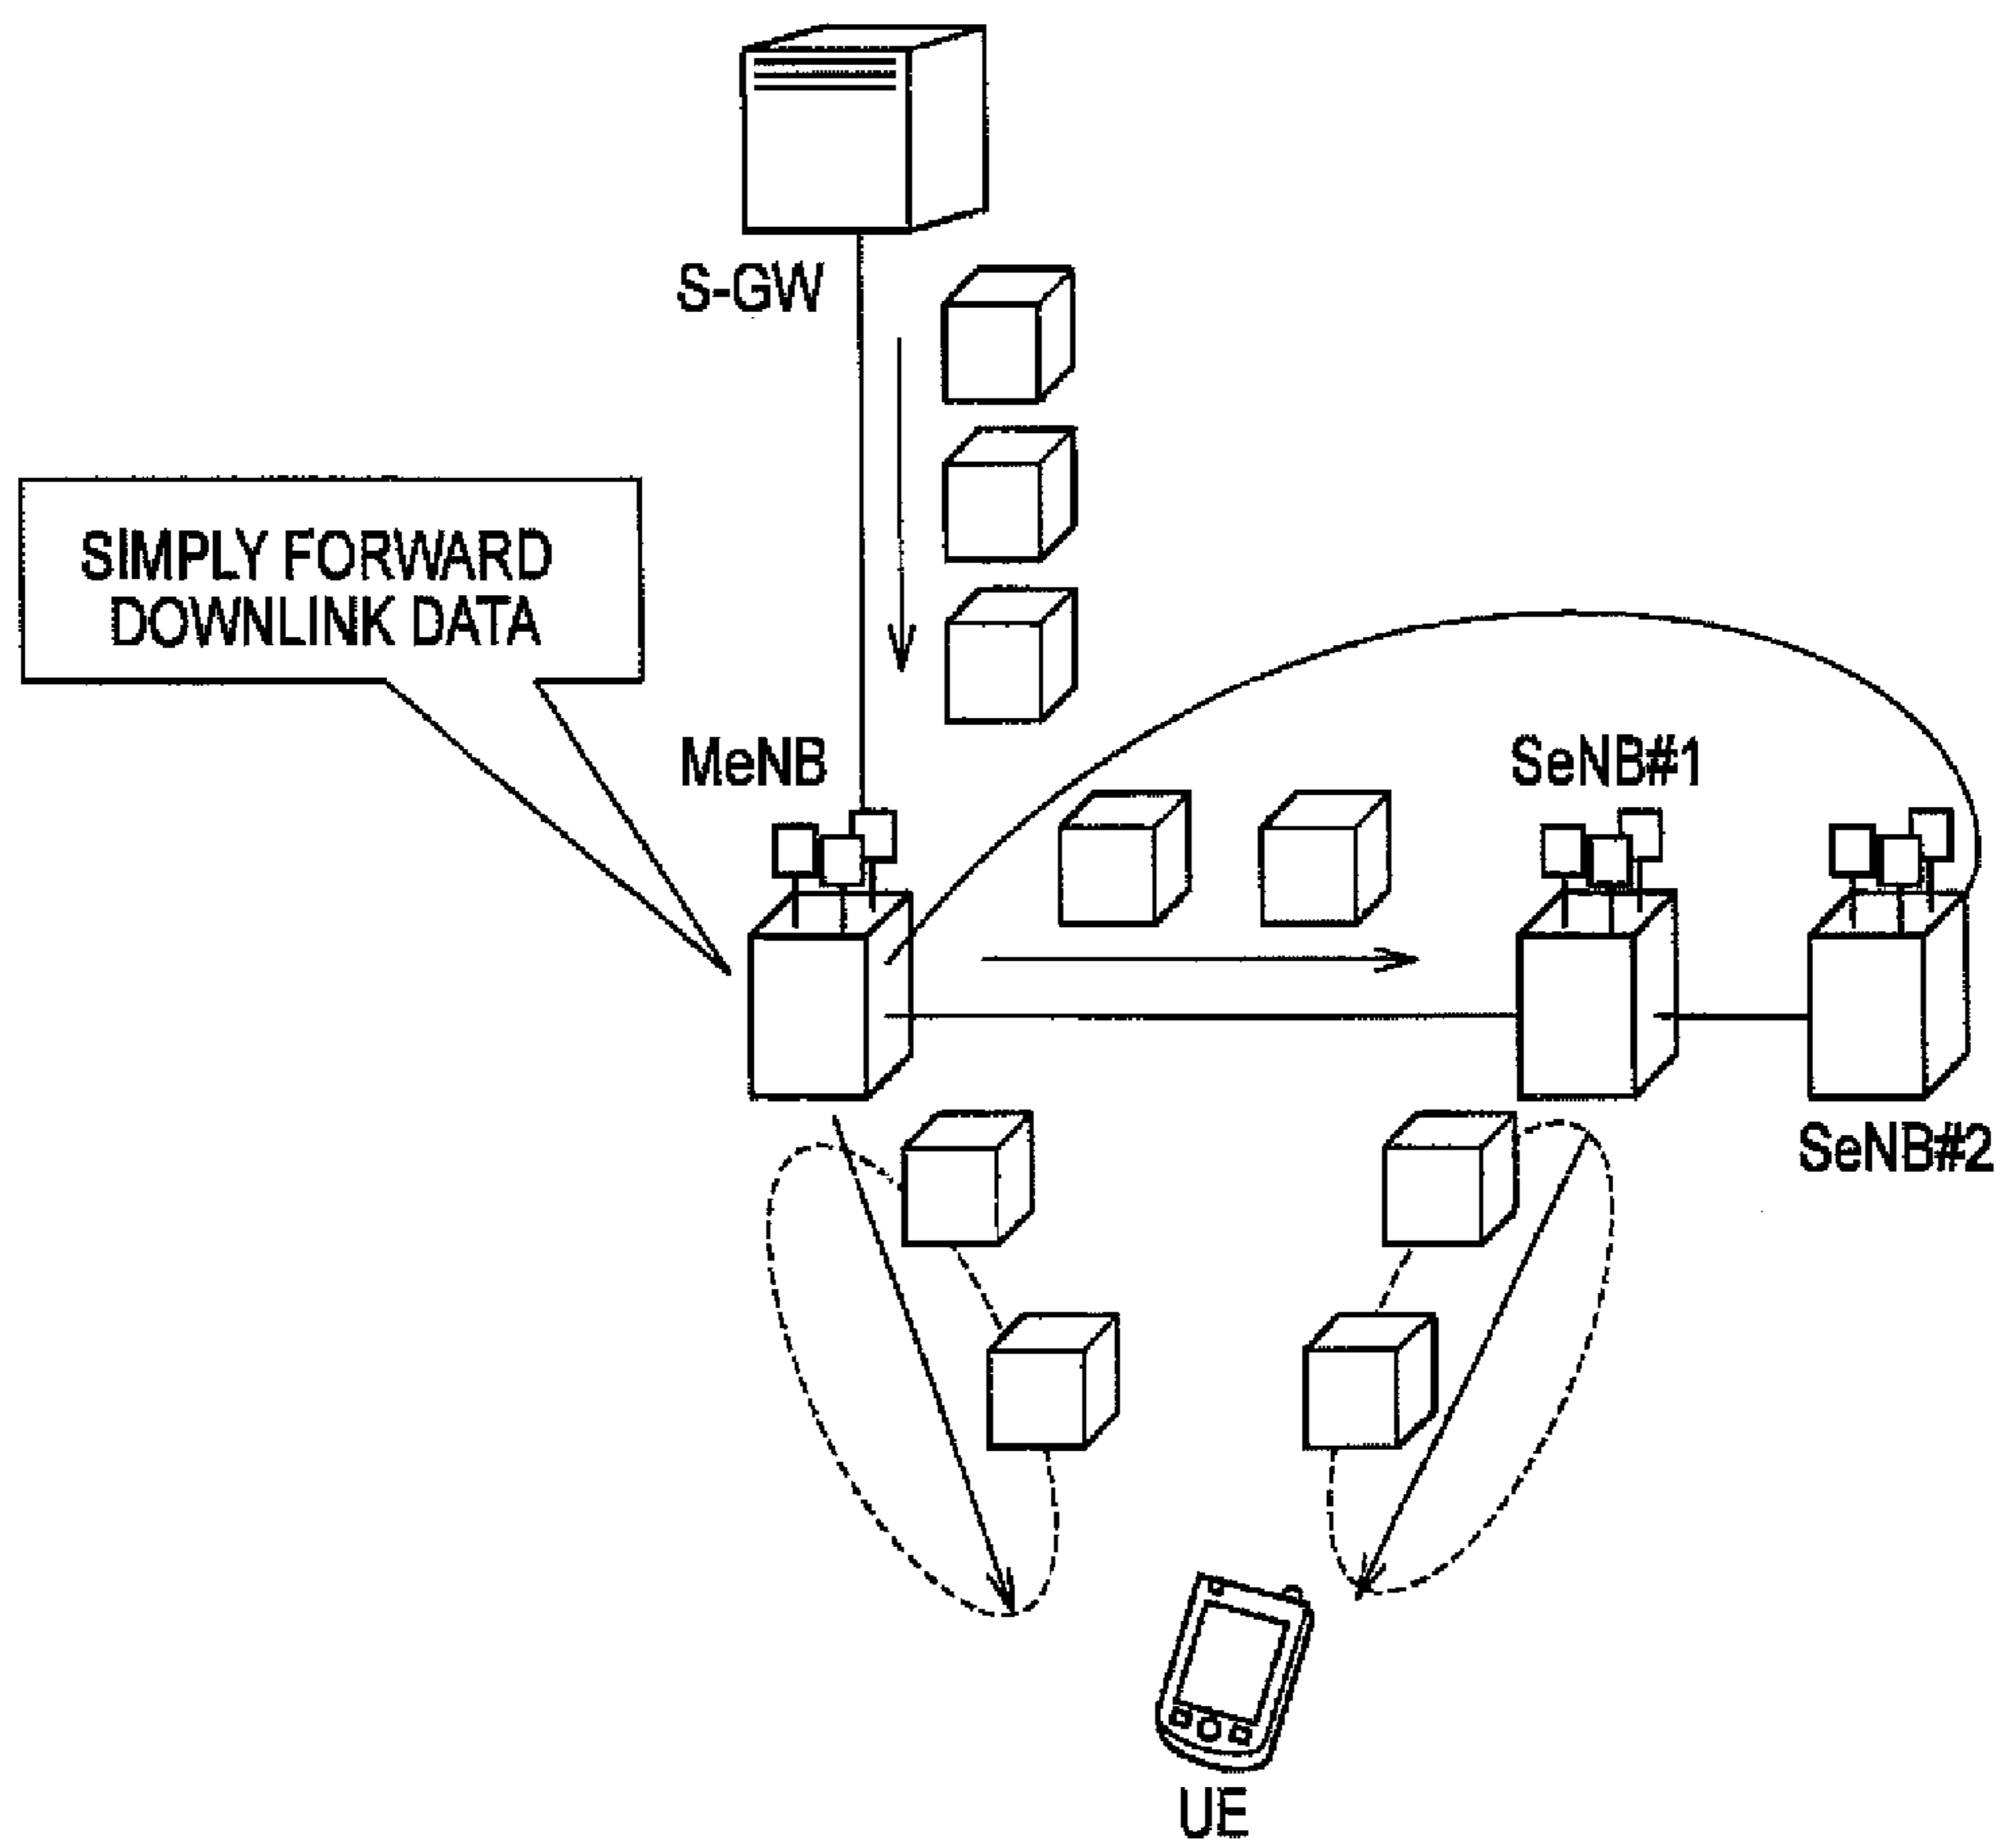 S-GW
SIMPLY FORWARD
DOWNLINK DATA
MeNB
SeNB#1
SeNB#2
UE